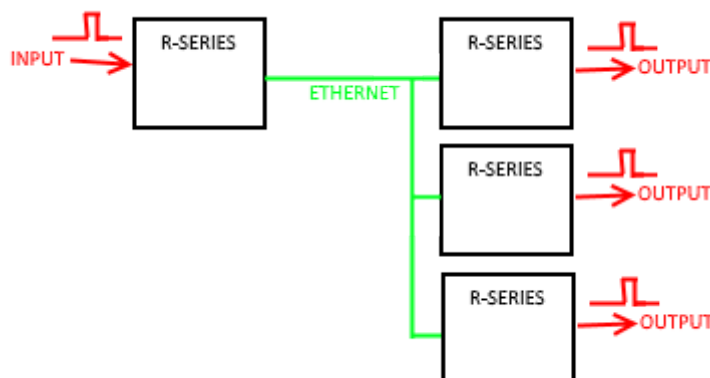 R-SERIES
INPUT
ETHERNET
R-SERIES
OUTPUT
R-SERIES
OUTPUT
R-SERIES
OUTPUT